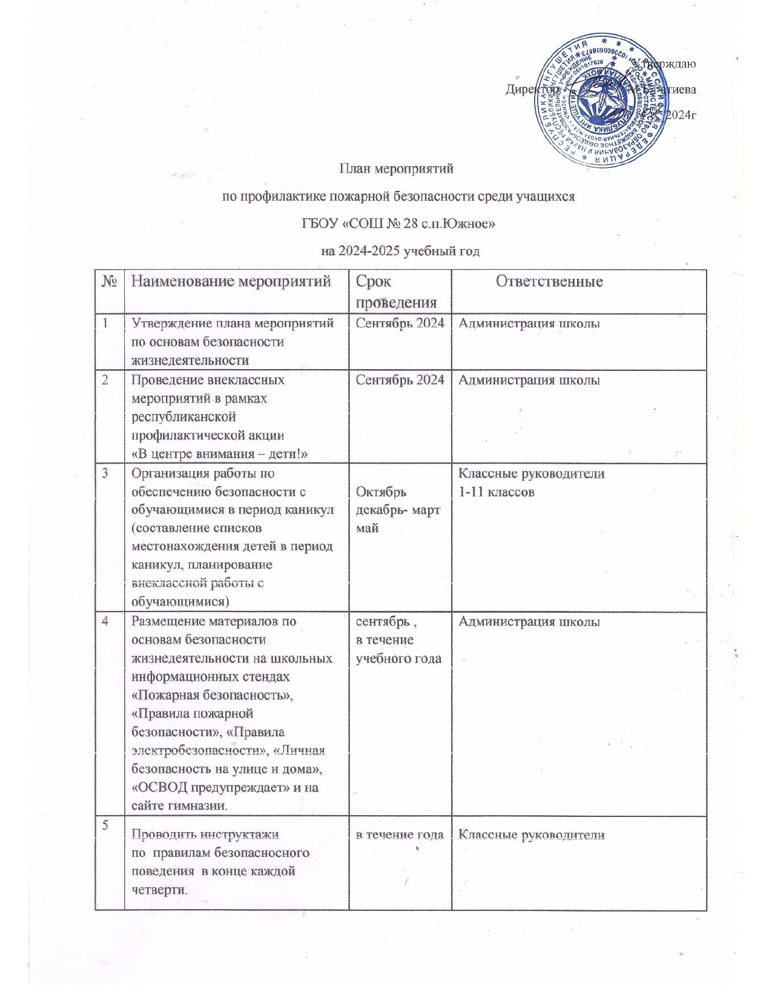 Утверждаю
Директор
2024г
План мероприятий
по профилактике пожарной безопасности среди учащихся
ГБОУ «СОШ № 28 с.п.Южное»
на 2024-2025 учебный год
№ Наименование мероприятий Срок проведения Ответственные
1 Утверждение плана мероприятий Сентябрь 2024 Администрация школы
по основам безопасности
жизнедеятельности
2 Проведение внеклассных Сентябрь 2024 Администрация школы
мероприятий в рамках
республиканской
профилактической акции
«В центре внимания – дети!»
3 Организация работы по Классные руководители
обеспечению безопасности с Октябрь 1-11 классов
обучающимися в период каникул декабрь- март
(составление списков май
местонахождения детей в период
каникул, планирование
внеклассной работы с
обучающимися)
4 Размещение материалов по сентябрь , Администрация школы
основам безопасности в течение
жизнедеятельности на школьных учебного года
информационных стендах
«Пожарная безопасность»,
«Правила пожарной
безопасности», «Правила
электробезопасности», «Личная
безопасность на улице и дома»,
«ОСВОД предупреждает» и на
сайте гимназии.
5
Проводить инструктажи в течение года Классные руководители
по правилам безопасносного
поведения в конце каждой
четверти.